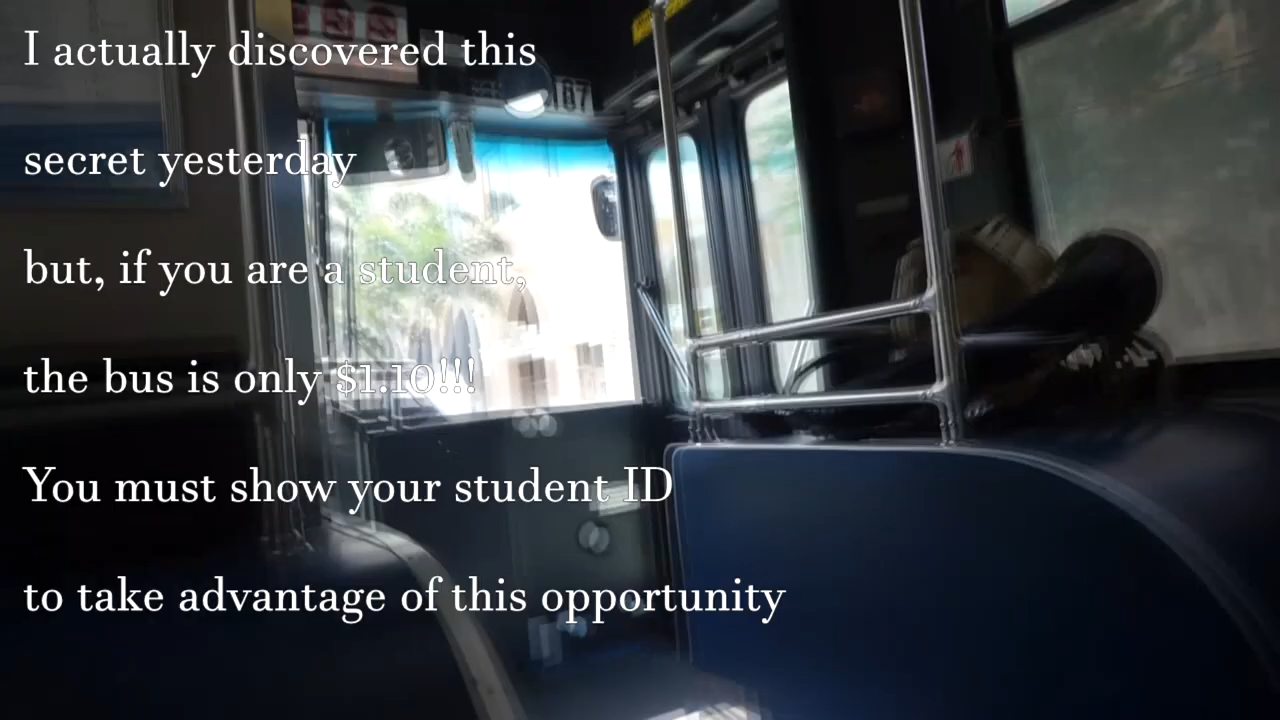 I actually discovered this
secret yesterday
but, if you are a student,
the bus is only $1.10!!!
You must show your student ID
to take advantage of this opportunity